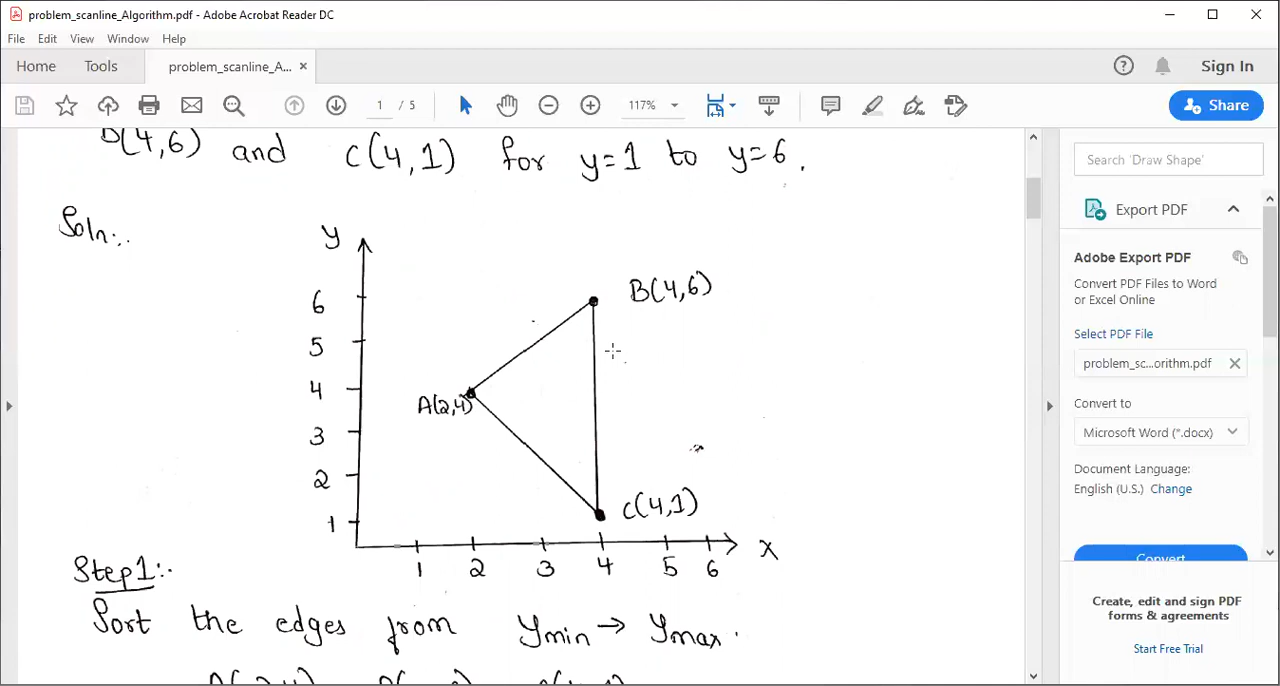 problem_scanline_Algorithm.pdf - Adobe Acrobat Reader DC
File Edit View Window Help
Home Tools problem_scanline_A... × Sign In
1 / 5 117% Share
B(4,6) and C(4,1) for y=1 to y=6.
Soln:.
y
6
5
4
3
2
1
B(4,6)
A(2,4)
C(4,1)
1 2 3 4 5 6 x
Step1:.
Sort the edges from ymin → ymax.
A(2,4)
Search 'Draw Shape'
Export PDF
Adobe Export PDF
Convert PDF Files to Word
or Excel Online
Select PDF File
problem_sc...orithm.pdf
Convert to
Microsoft Word (*.docx)
Document Language:
English (U.S.) Change
Convert
Create, edit and sign PDF
forms & agreements
Start Free Trial